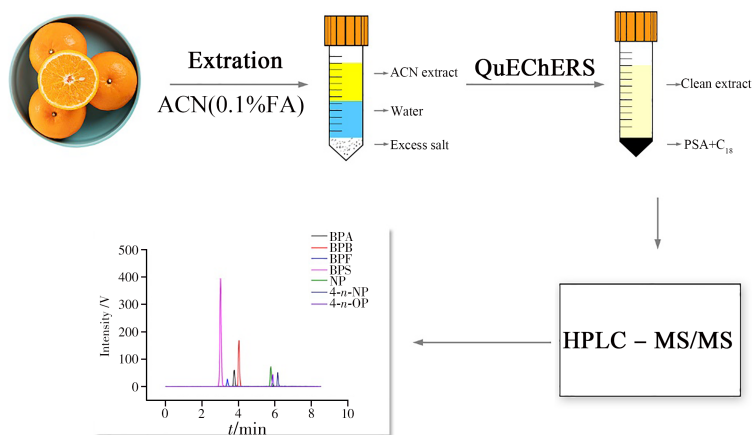 Extration
ACN(0.1%FA)
ACN extract
Water
Excess salt
QuEChERS
Clean extract
PSA+C₁₈
HPLC – MS/MS
BPA
BPB
BPF
BPS
NP
4-n-NP
4-n-OP
500
400
300
200
100
0
Intensity /V
0 2 4 6 8 10
t/min